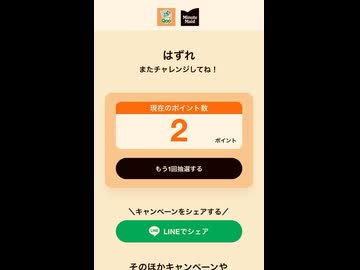 Qoo
Minute
Maid
はずれ
またチャレンジしてね！
現在のポイント数
2
ポイント
もう1回抽選する
＼キャンペーンをシェアする／
LINE
LINEでシェア
そのほかキャンペーンや